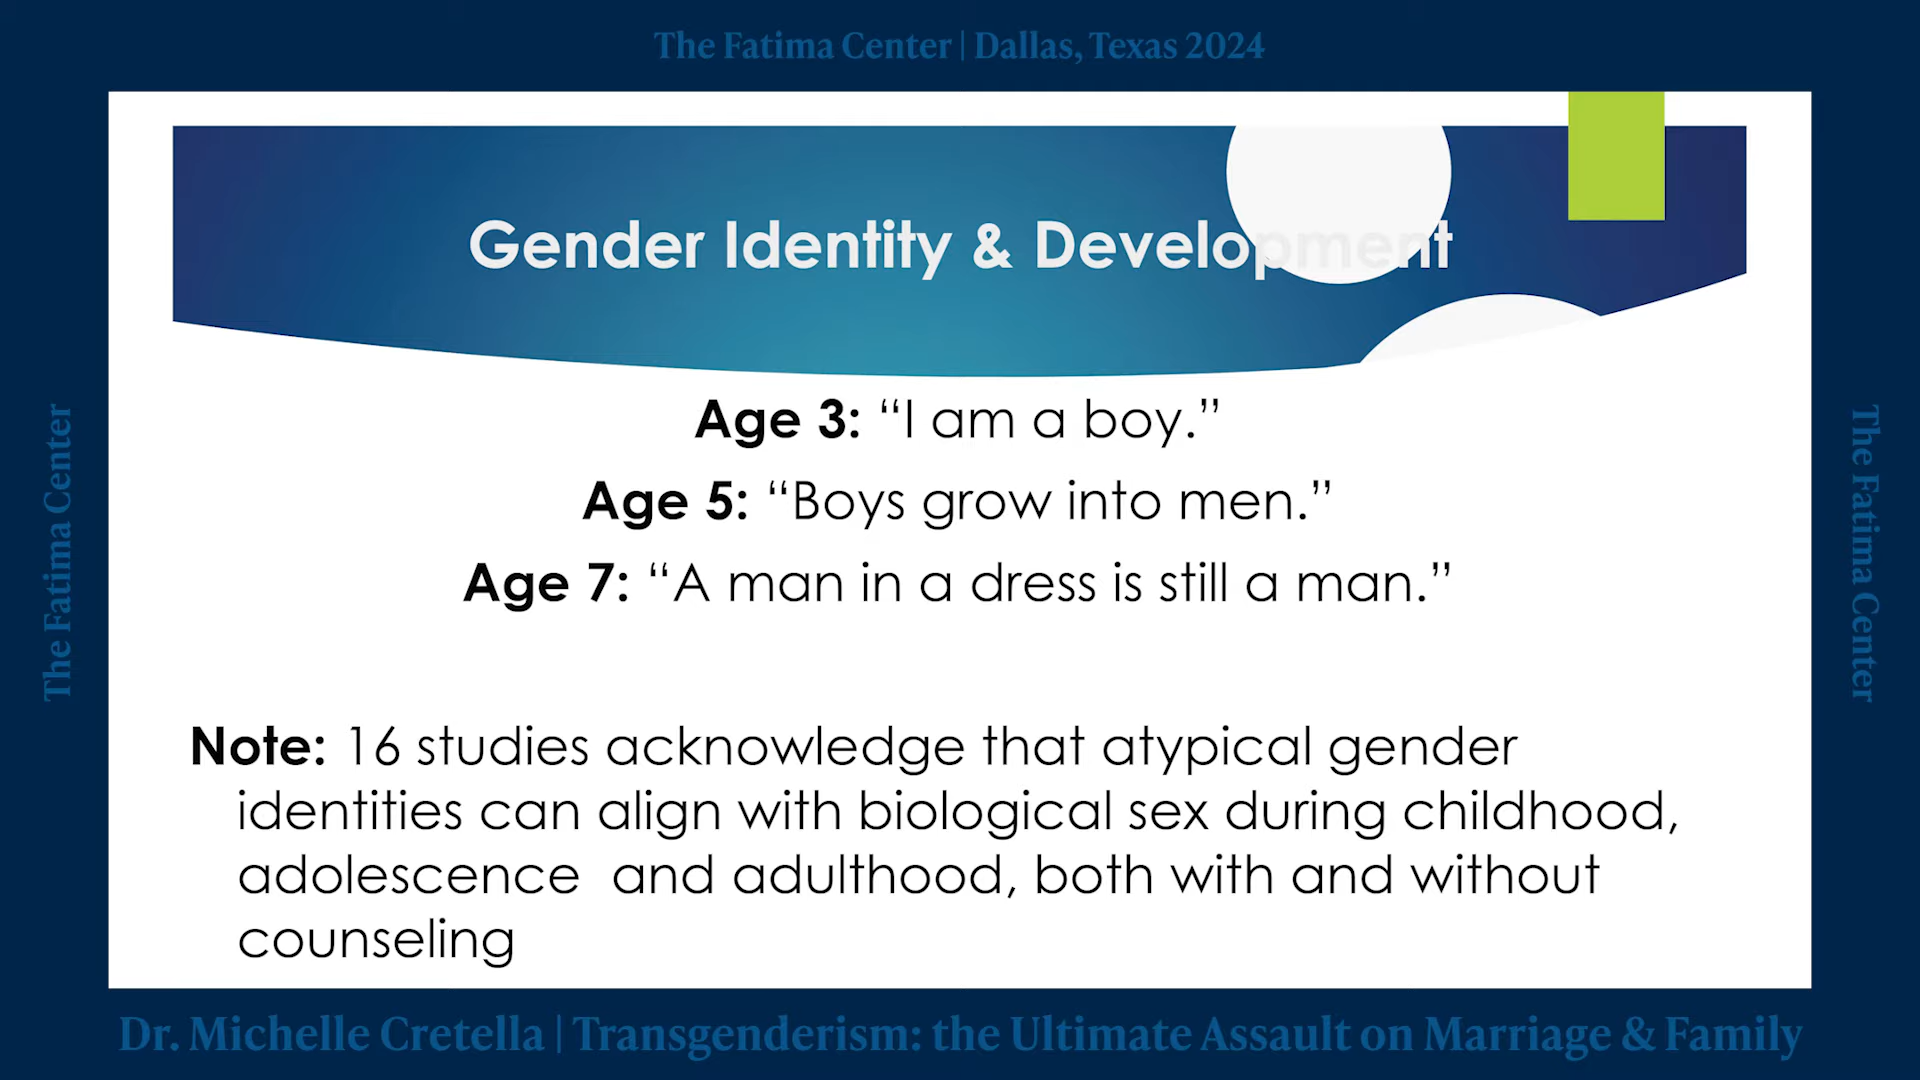 The Fatima Center | Dallas, Texas 2024
Gender Identity & Development
Age 3: “I am a boy.”
Age 5: “Boys grow into men.”
Age 7: “A man in a dress is still a man.”
Note: 16 studies acknowledge that atypical gender
identities can align with biological sex during childhood,
adolescence  and adulthood, both with and without
counseling
The Fatima Center
The Fatima Center
Dr. Michelle Cretella | Transgenderism: the Ultimate Assault on Marriage & Family